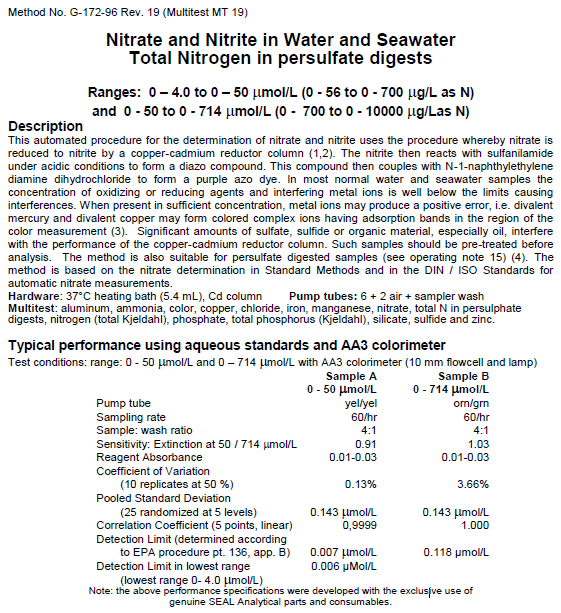 Method No. G-172-96 Rev. 19 (Multitest MT 19)
Nitrate and Nitrite in Water and Seawater
Total Nitrogen in persulfate digests
Ranges: 0 – 4.0 to 0 – 50 µmol/L (0 - 56 to 0 - 700 µg/L as N)
and 0 - 50 to 0 - 714 µmol/L (0 - 700 to 0 - 10000 µg/Las N)
Description
This automated procedure for the determination of nitrate and nitrite uses the procedure whereby nitrate is
reduced to nitrite by a copper-cadmium reductor column (1,2). The nitrite then reacts with sulfanilamide
under acidic conditions to form a diazo compound. This compound then couples with N-1-naphthylethylene
diamine dihydrochloride to form a purple azo dye. In most normal water and seawater samples the
concentration of oxidizing or reducing agents and interfering metal ions is well below the limits causing
interferences. When present in sufficient concentration, metal ions may produce a positive error, i.e. divalent
mercury and divalent copper may form colored complex ions having adsorption bands in the region of the
color measurement (3). Significant amounts of sulfate, sulfide or organic material, especially oil, interfere
with the performance of the copper-cadmium reductor column. Such samples should be pre-treated before
analysis. The method is also suitable for persulfate digested samples (see operating note 15) (4). The
method is based on the nitrate determination in Standard Methods and in the DIN / ISO Standards for
automatic nitrate measurements.
Hardware: 37°C heating bath (5.4 mL), Cd column Pump tubes: 6 + 2 air + sampler wash
Multitest: aluminum, ammonia, color, copper, chloride, iron, manganese, nitrate, total N in persulphate
digests, nitrogen (total Kjeldahl), phosphate, total phosphorus (Kjeldahl), silicate, sulfide and zinc.
Typical performance using aqueous standards and AA3 colorimeter
Test conditions: range: 0 - 50 µmol/L and 0 – 714 µmol/L with AA3 colorimeter (10 mm flowcell and lamp)
Sample A Sample B
0 - 50 µmol/L 0 - 714 µmol/L
Pump tube yel/yel orn/grn
Sampling rate 60/hr 60/hr
Sample: wash ratio 4:1 4:1
Sensitivity: Extinction at 50 / 714 µmol/L 0.91 1.03
Reagent Absorbance 0.01-0.03 0.01-0.03
Coefficient of Variation
(10 replicates at 50 %) 0.13% 3.66%
Pooled Standard Deviation
(25 randomized at 5 levels) 0.143 µmol/L 0.143 µmol/L
Correlation Coefficient (5 points, linear) 0,9999 1.000
Detection Limit (determined according
to EPA procedure pt. 136, app. B) 0.007 µmol/L 0.118 µmol/L
Detection Limit in lowest range 0.006 µMol/L
(lowest range 0- 4.0 µmol/L)
Note: the above performance specifications were developed with the exclusive use of
genuine SEAL Analytical parts and consumables.